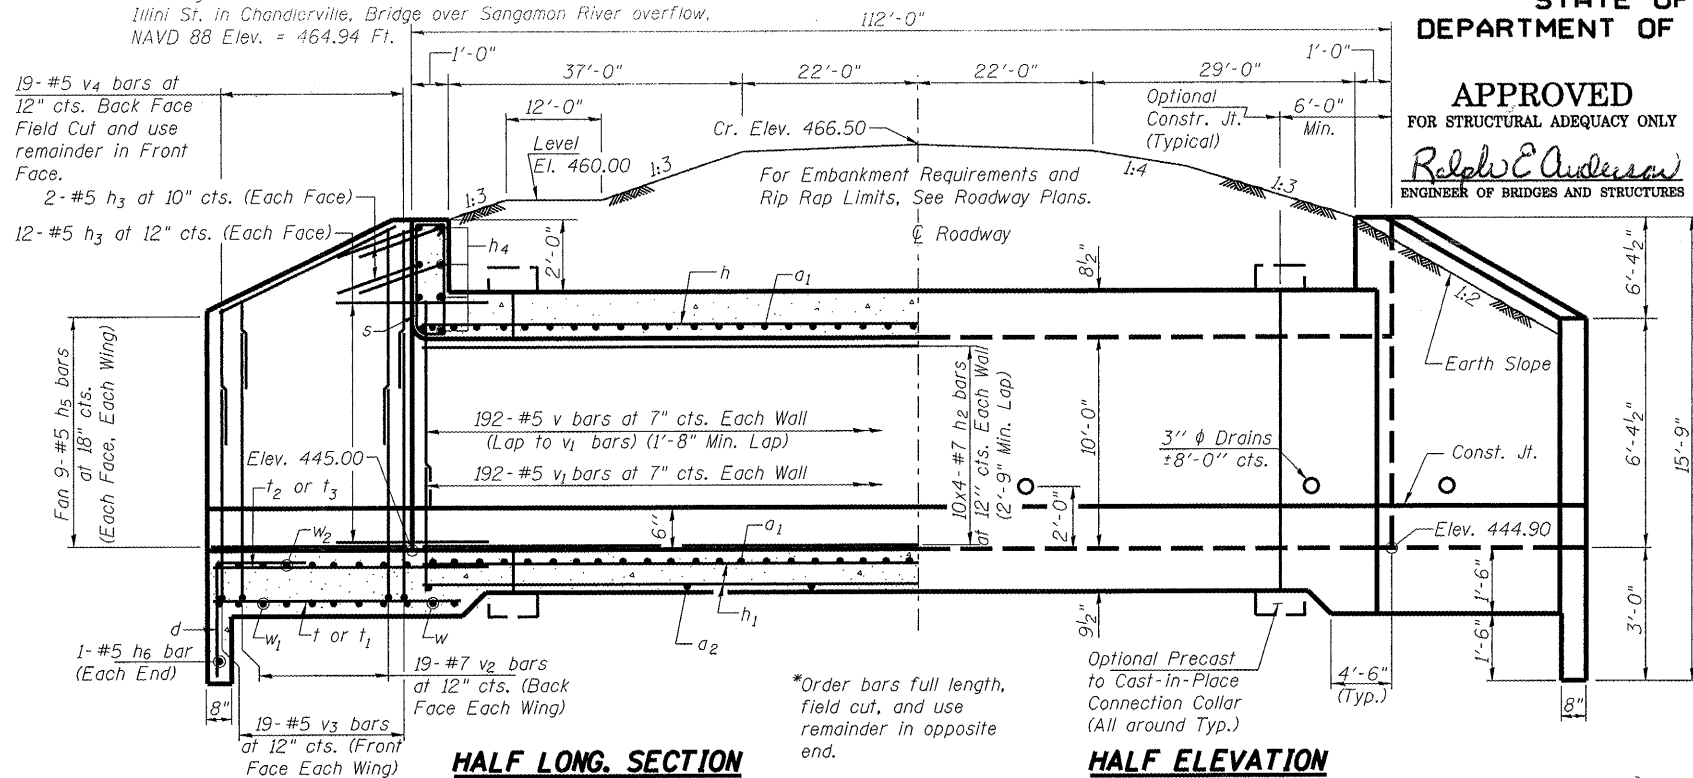 Illini St. in Chandlerville, Bridge over Sangamon River overflow,
NAVD 88 Elev. = 464.94 Ft.
STATE OF
DEPARTMENT OF
APPROVED
FOR STRUCTURAL ADEQUACY ONLY
Ralph E Anderson
ENGINEER OF BRIDGES AND STRUCTURES
112'-0"
1'-0"
37'-0"
22'-0"
22'-0"
29'-0"
1'-0"
12'-0"
6'-0"
Min.
Optional
Constr. Jt.
(Typical)
Level
El. 460.00
Cr. Elev. 466.50
1:3
1:3
1:4
1:3
1:2
For Embankment Requirements and
Rip Rap Limits, See Roadway Plans.
℄ Roadway
19- #5 v4 bars at
12" cts. Back Face
Field Cut and use
remainder in Front
Face.
2- #5 h3 at 10" cts. (Each Face)
12- #5 h3 at 12" cts. (Each Face)
h4
2'-0"
h
a1
8½"
s
Fan 9- #5 h5 bars
at 18" cts.
(Each Face, Each Wing)
192- #5 v bars at 7" cts. Each Wall
(Lap to v1 bars) (1'-8" Min. Lap)
192- #5 v1 bars at 7" cts. Each Wall
10x4- #7 h2 bars
at 12" cts. Each Wall
(2'-9" Min. Lap)
10'-0"
2'-0"
3" ϕ Drains
±8'-0" cts.
Earth Slope
Const. Jt.
6'-4½"
6'-4½"
15'-9"
3'-0"
Elev. 445.00
t2 or t3
w2
6"
a1
Elev. 444.90
1'-6"
1'-6"
h1
9½"
d
w1
t or t1
w
a2
1- #5 h6 bar
(Each End)
8"
19- #7 v2 bars
at 12" cts. (Back
Face Each Wing)
19- #5 v3 bars
at 12" cts. (Front
Face Each Wing)
*Order bars full length,
field cut, and use
remainder in opposite
end.
Optional Precast
to Cast-in-Place
Connection Collar
(All around Typ.)
4'-6"
(Typ.)
8"
HALF LONG. SECTION
HALF ELEVATION